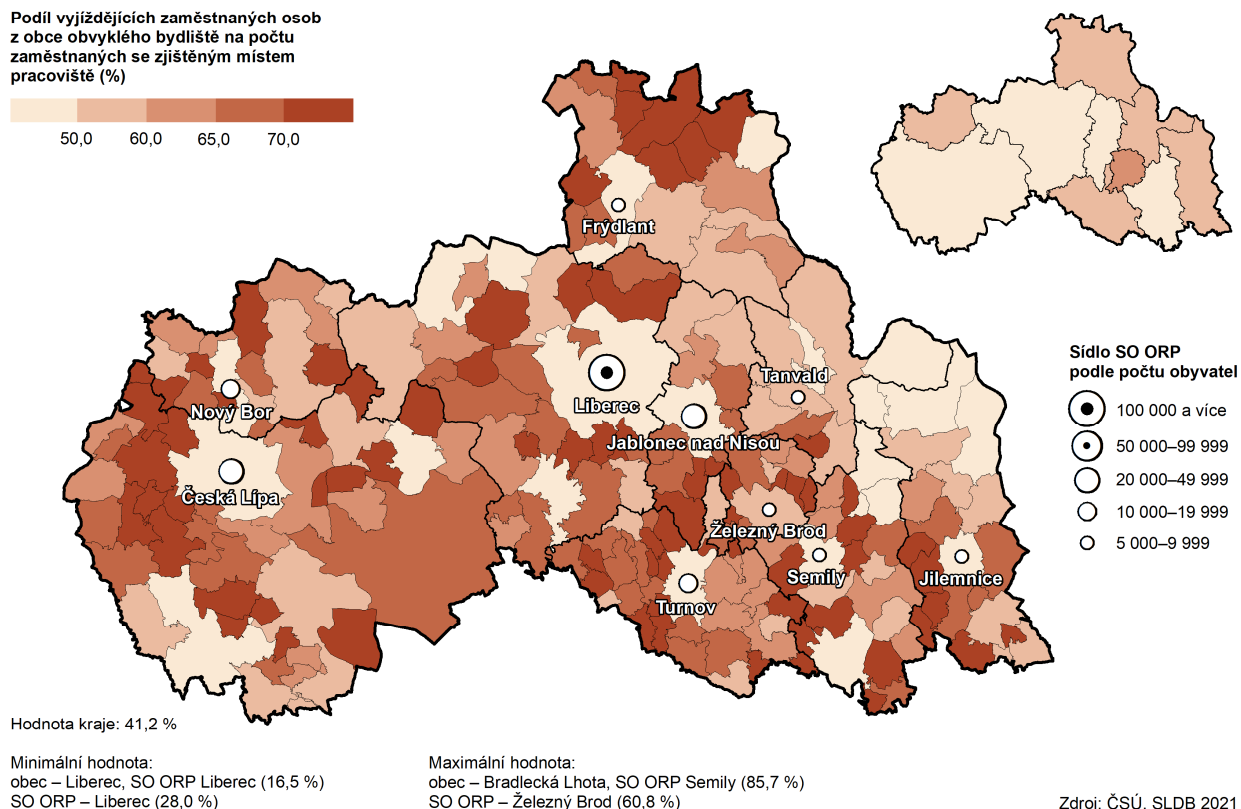 Podíl vyjíždějících zaměstnaných osob
z obce obvyklého bydliště na počtu
zaměstnaných se zjištěným místem
pracoviště (%)
50,0 60,0 65,0 70,0
Frýdlant
Nový Bor
Liberec
Tanvald
Jablonec nad Nisou
Česká Lípa
Železný Brod
Semily
Jilemnice
Turnov
Sídlo SO ORP
podle počtu obyvatel
100 000 a více
50 000–99 999
20 000–49 999
10 000–19 999
5 000–9 999
Hodnota kraje: 41,2 %
Minimální hodnota:
obec – Liberec, SO ORP Liberec (16,5 %)
SO ORP – Liberec (28,0 %)
Maximální hodnota:
obec – Bradlecká Lhota, SO ORP Semily (85,7 %)
SO ORP – Železný Brod (60,8 %)
Zdroj: ČSÚ, SLDB 2021